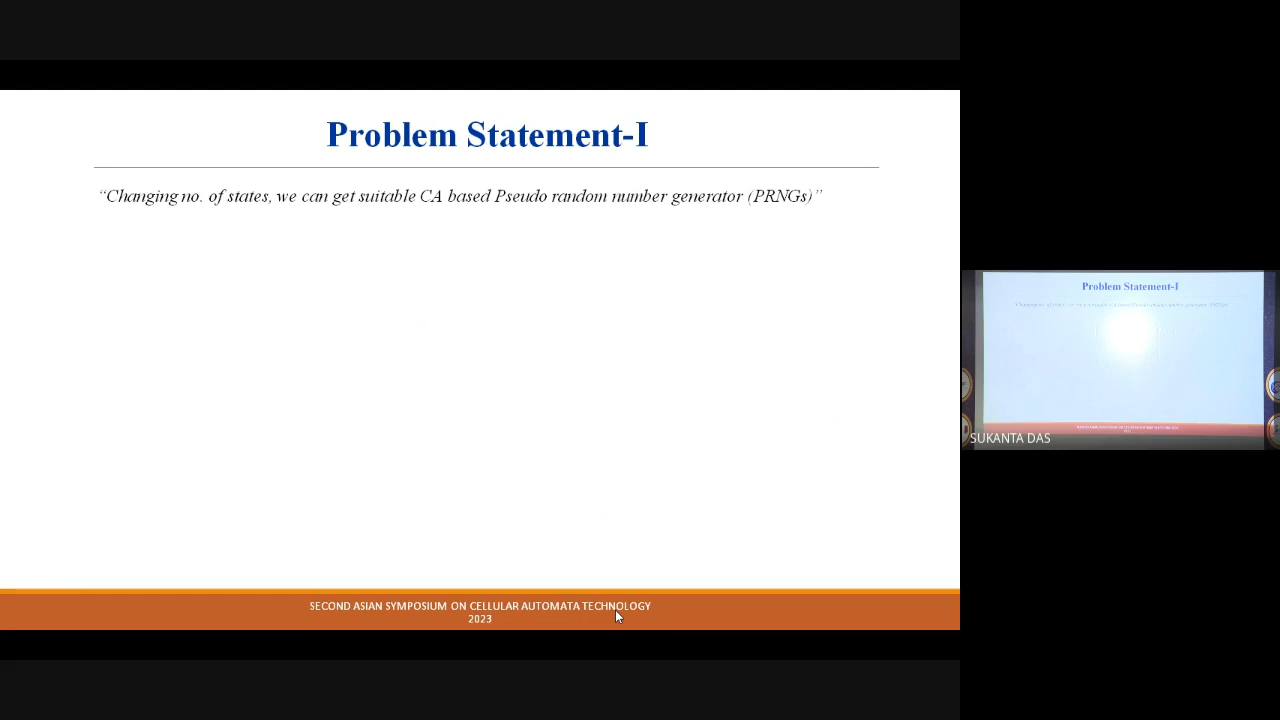 Problem Statement-I
“Changing no. of states, we can get suitable CA based Pseudo random number generator (PRNGs)”
SECOND ASIAN SYMPOSIUM ON CELLULAR AUTOMATA TECHNOLOGY
2023
Problem Statement-I
SUKANTA DAS